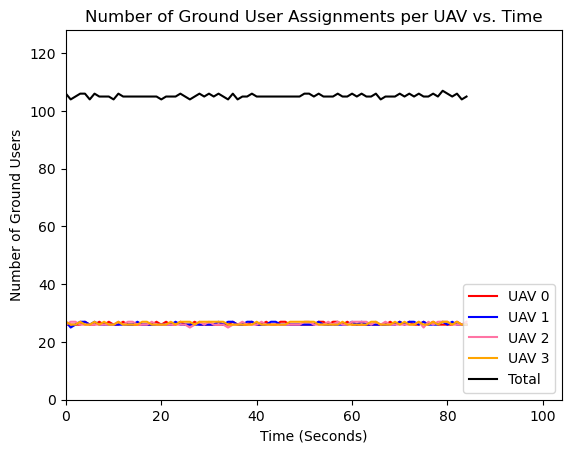 Number of Ground User Assignments per UAV vs. Time
Number of Ground Users
120
100
80
60
40
20
0
0 20 40 60 80 100
Time (Seconds)
UAV 0
UAV 1
UAV 2
UAV 3
Total